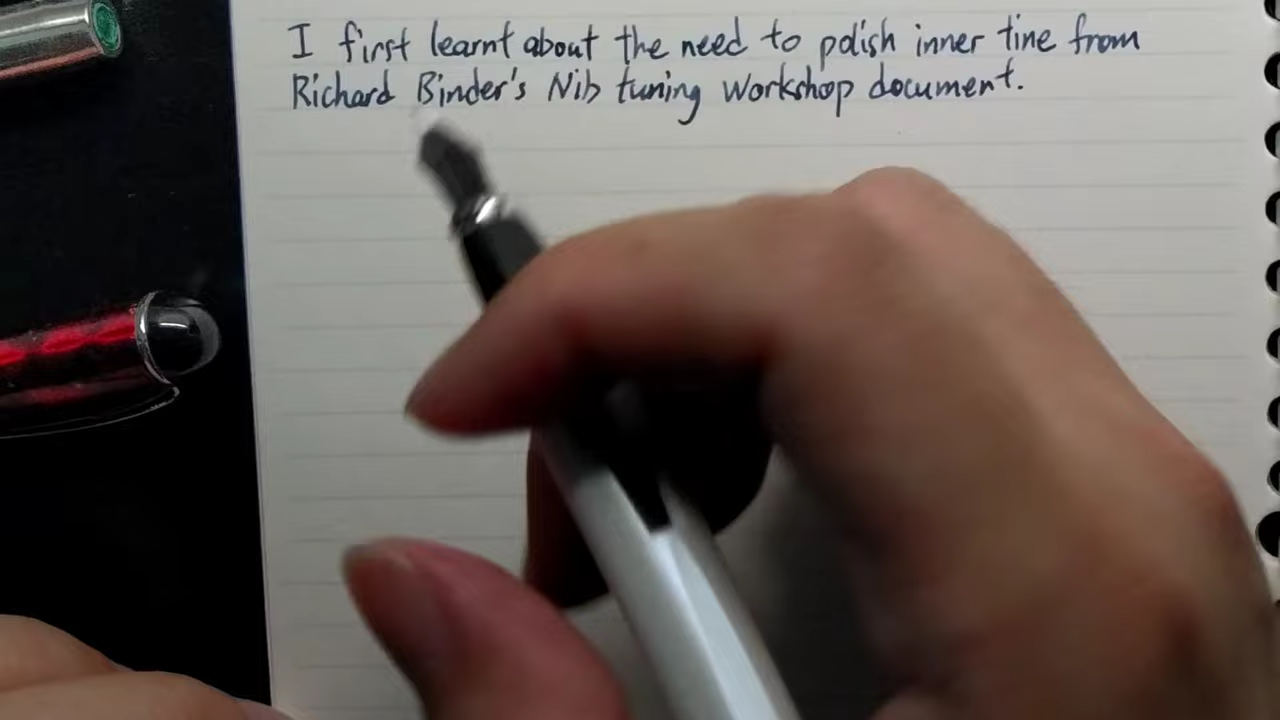 I first learnt about the need to polish inner tine from
Richard Binder's Nib tuning workshop document.